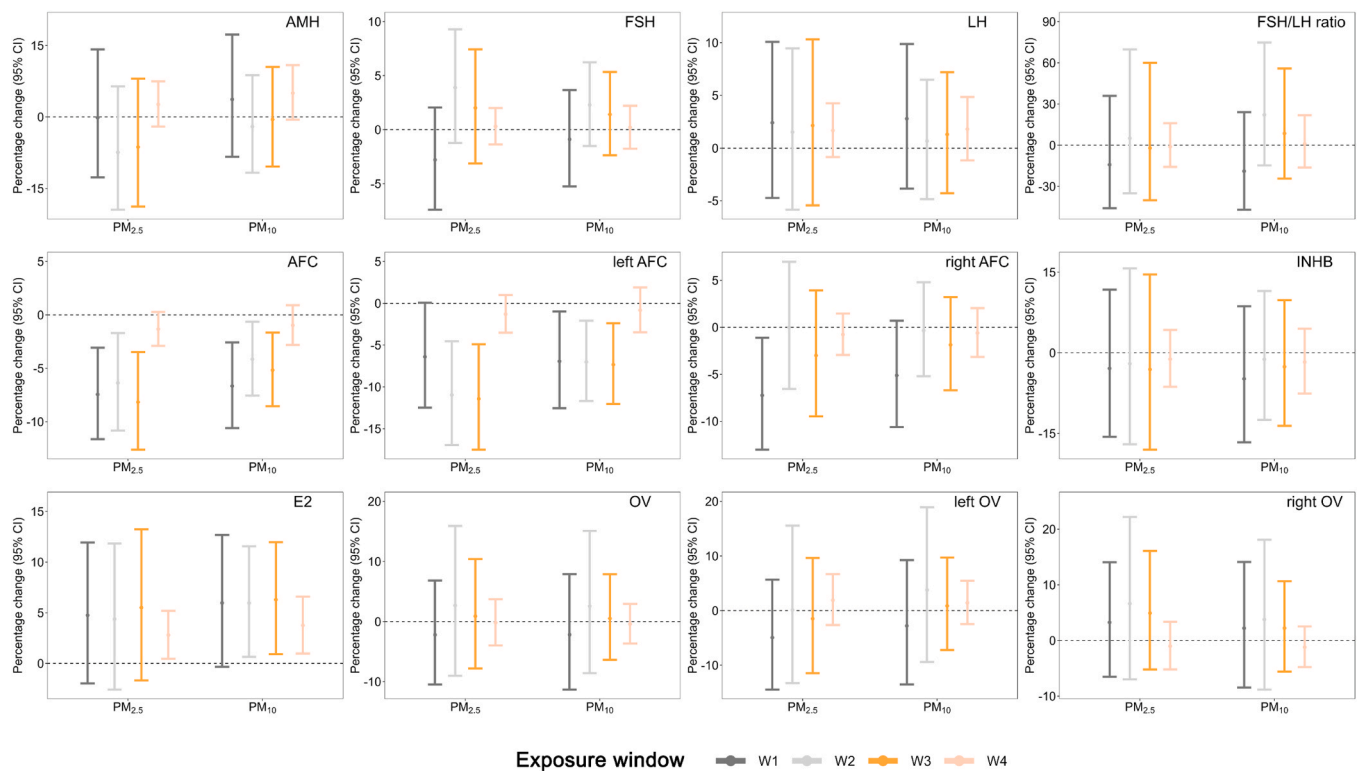 AMH
Percentage change (95% CI)
15
0
-15
PM2.5 PM10
FSH
Percentage change (95% CI)
10
5
0
-5
PM2.5 PM10
LH
Percentage change (95% CI)
10
5
0
-5
PM2.5 PM10
FSH/LH ratio
Percentage change (95% CI)
90
60
30
0
-30
PM2.5 PM10
AFC
Percentage change (95% CI)
5
0
-5
-10
PM2.5 PM10
left AFC
Percentage change (95% CI)
5
0
-5
-10
-15
PM2.5 PM10
right AFC
Percentage change (95% CI)
5
0
-5
-10
PM2.5 PM10
INHB
Percentage change (95% CI)
15
0
-15
PM2.5 PM10
E2
Percentage change (95% CI)
15
10
5
0
PM2.5 PM10
OV
Percentage change (95% CI)
20
10
0
-10
PM2.5 PM10
left OV
Percentage change (95% CI)
20
10
0
-10
PM2.5 PM10
right OV
Percentage change (95% CI)
20
10
0
-10
PM2.5 PM10
Exposure window W1 W2 W3 W4